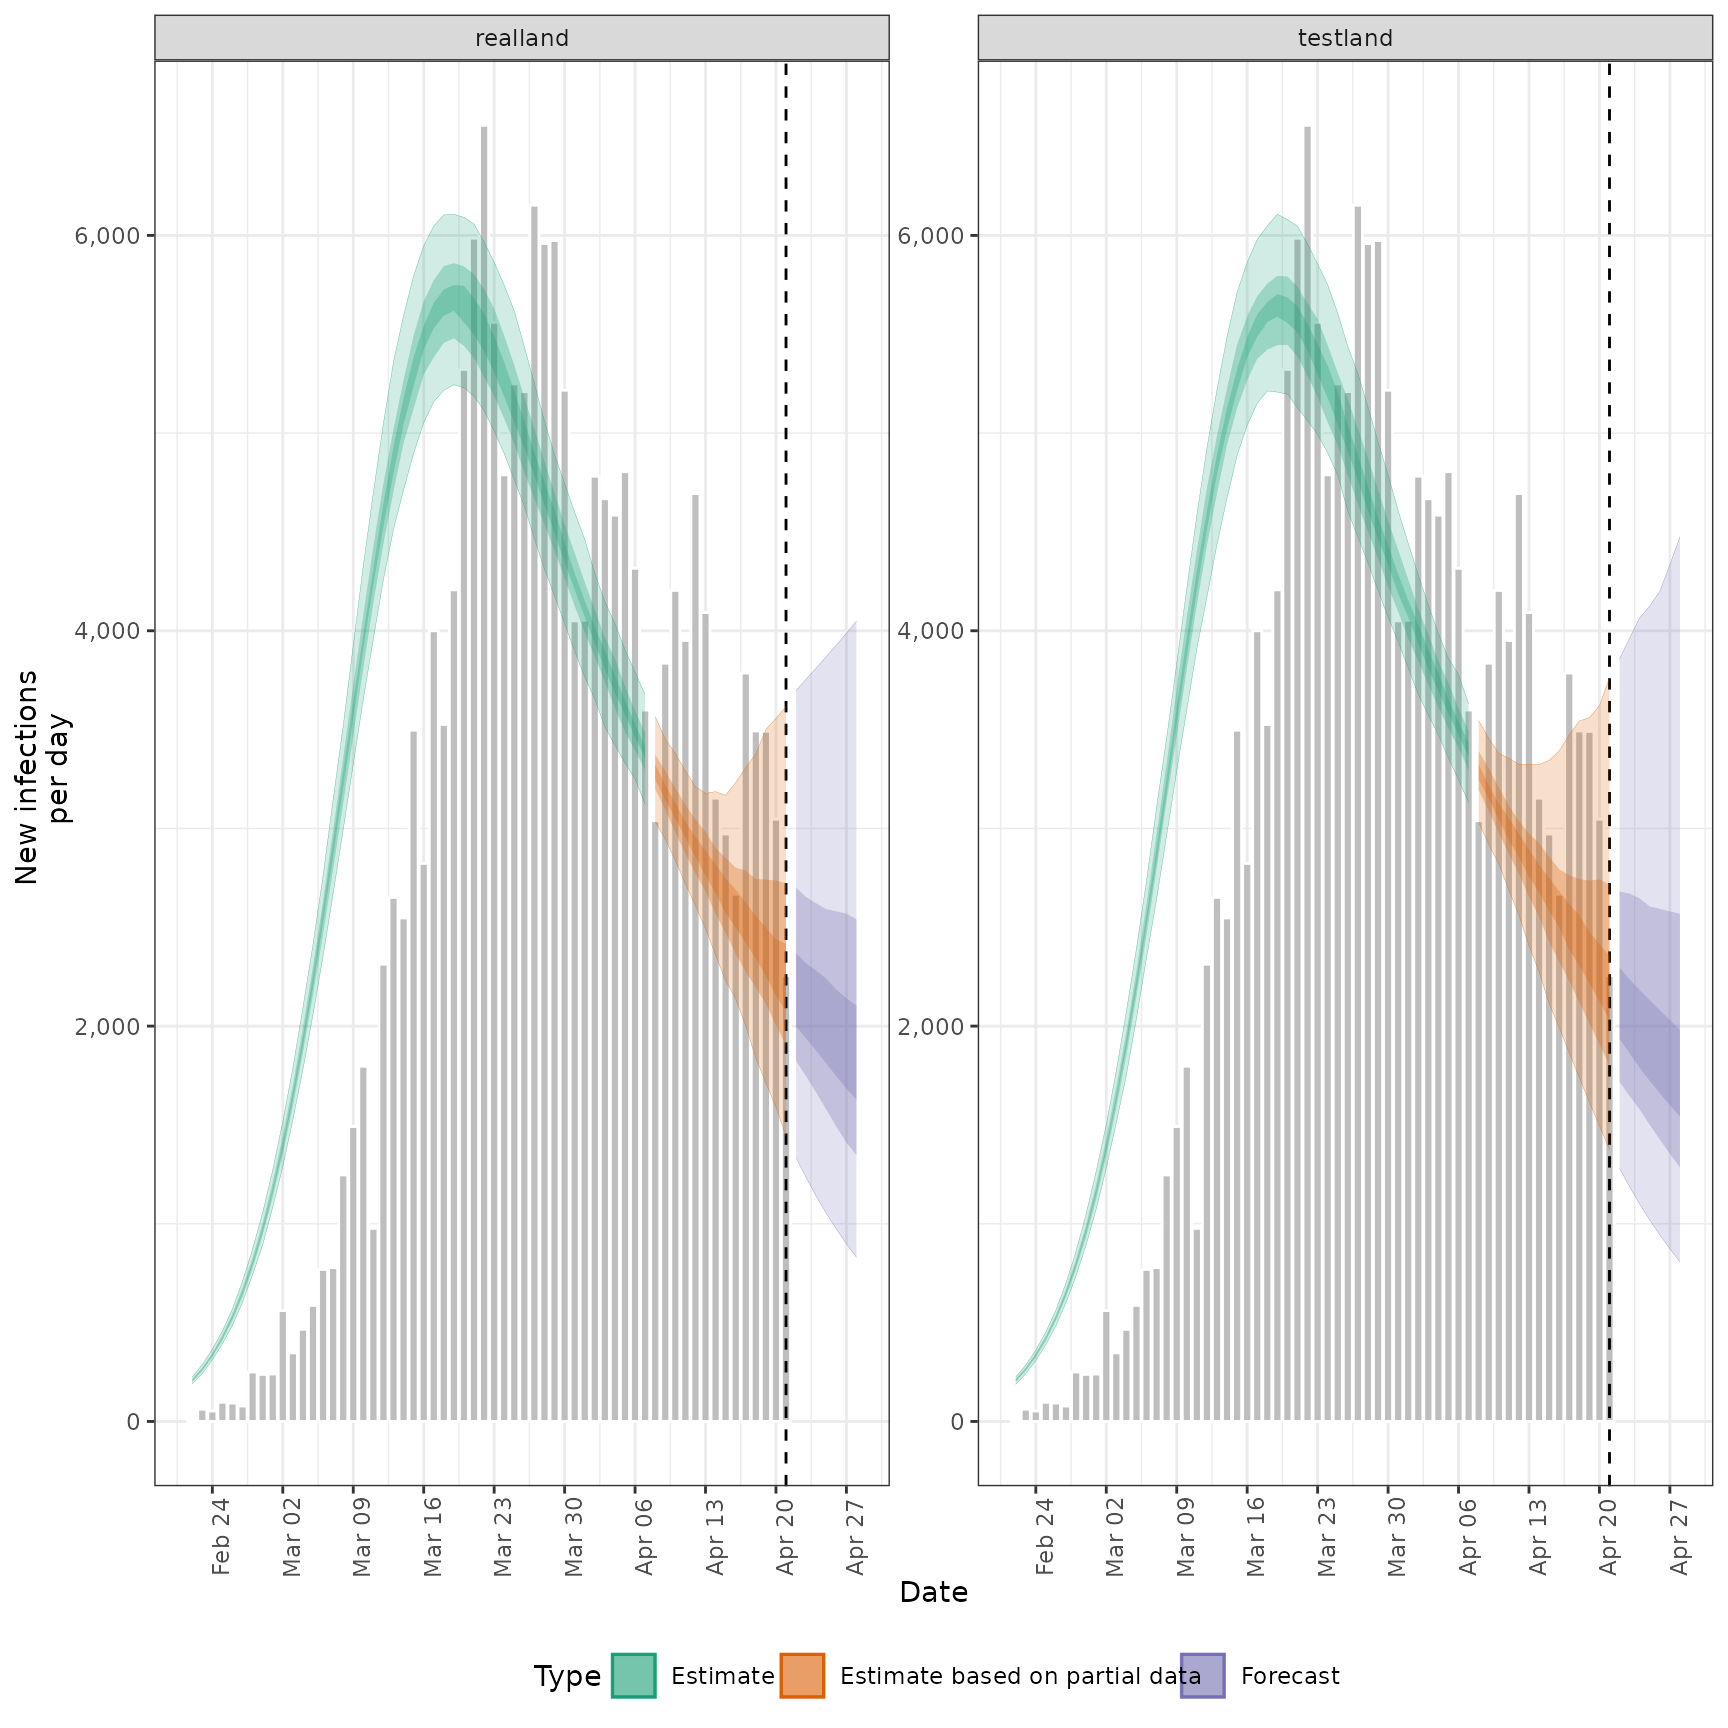 realland
testland
New infections
per day
6,000
4,000
2,000
0
6,000
4,000
2,000
0
Feb 24
Mar 02
Mar 09
Mar 16
Mar 23
Mar 30
Apr 06
Apr 13
Apr 20
Apr 27
Feb 24
Mar 02
Mar 09
Mar 16
Mar 23
Mar 30
Apr 06
Apr 13
Apr 20
Apr 27
Date
Type Estimate Estimate based on partial data Forecast